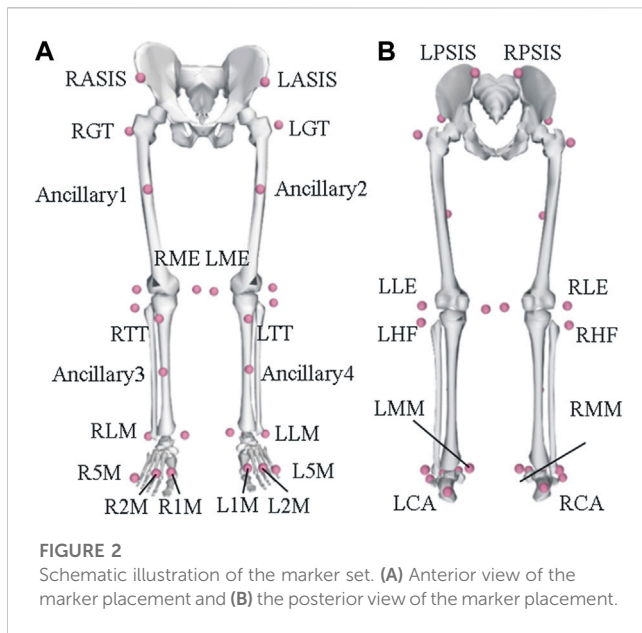 A
B
LPSIS RPSIS
RASIS LASIS
RGT LGT
Ancillary1 Ancillary2
RME LME
LLE RLE
RTT LTT
LHF RHF
Ancillary3 Ancillary4
LMM RMM
RLM LLM
R5M L5M
R2M R1M L1M L2M
LCA RCA
FIGURE 2
Schematic illustration of the marker set. (A) Anterior view of the
marker placement and (B) the posterior view of the marker placement.